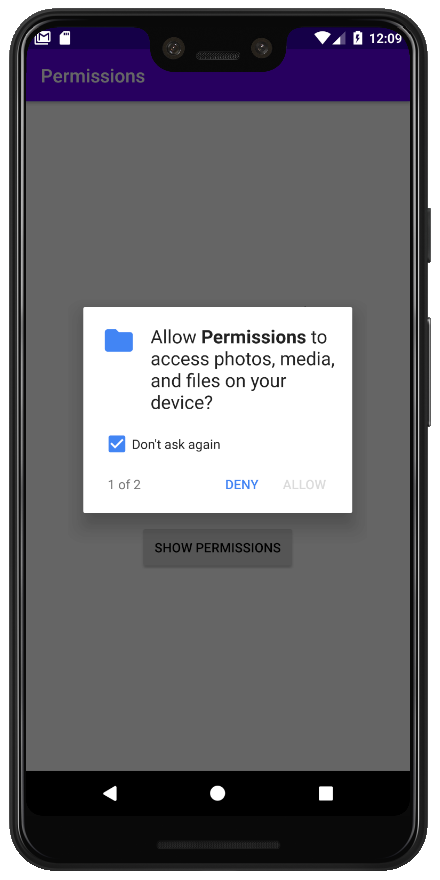 12:09
Permissions
Allow Permissions to
access photos, media,
and files on your
device?
Don't ask again
1 of 2 DENY ALLOW
SHOW PERMISSIONS